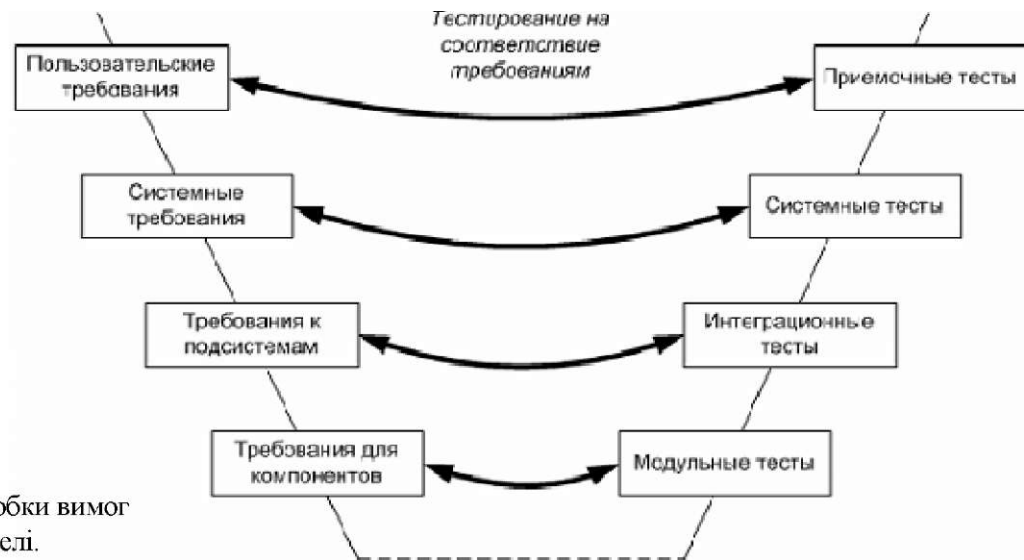 Тестирование на
соответствие
требованиям
Пользовательские
требования
Приемочные тесты
Системные
требования
Системные тесты
Требования к
подсистемам
Интеграционные
тесты
Требования для
компонентов
Модульные тесты
обки вимог
елі.